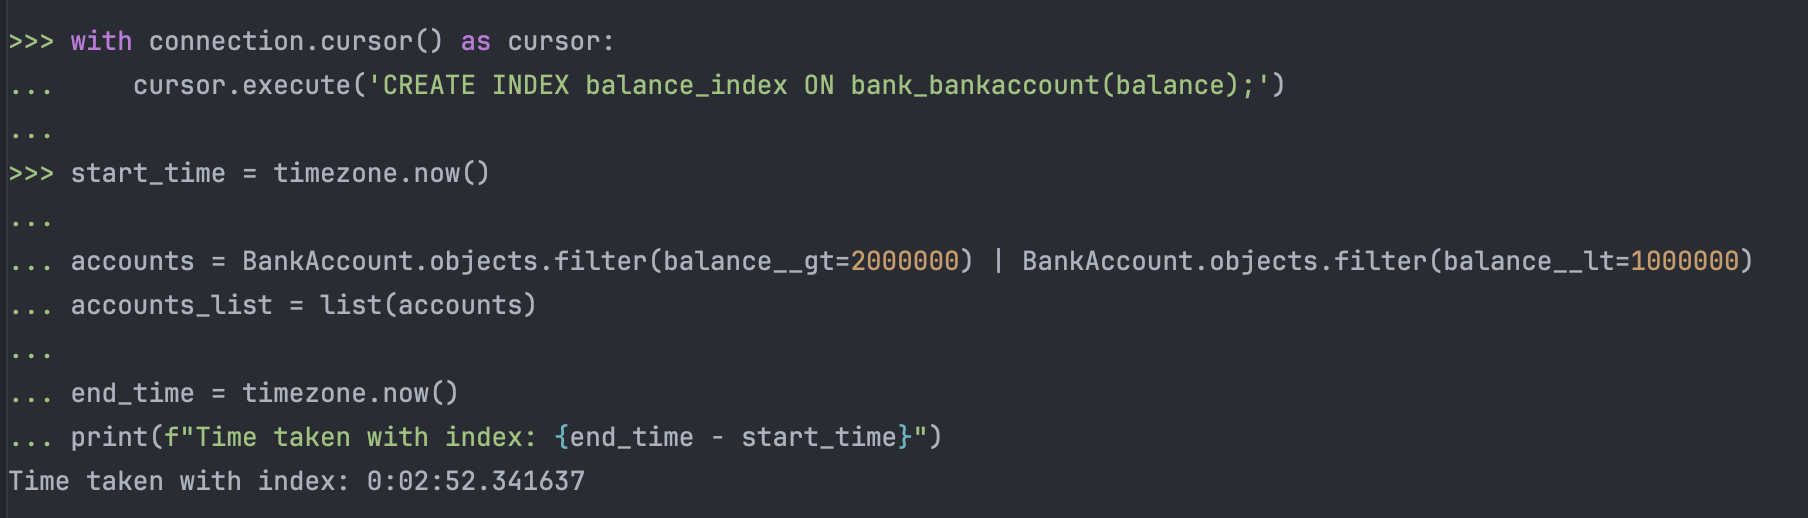 >>> with connection.cursor() as cursor:
...     cursor.execute('CREATE INDEX balance_index ON bank_bankaccount(balance);')
...
>>> start_time = timezone.now()
...
... accounts = BankAccount.objects.filter(balance__gt=2000000) | BankAccount.objects.filter(balance__lt=1000000)
... accounts_list = list(accounts)
...
... end_time = timezone.now()
... print(f"Time taken with index: {end_time - start_time}")
Time taken with index: 0:02:52.341637